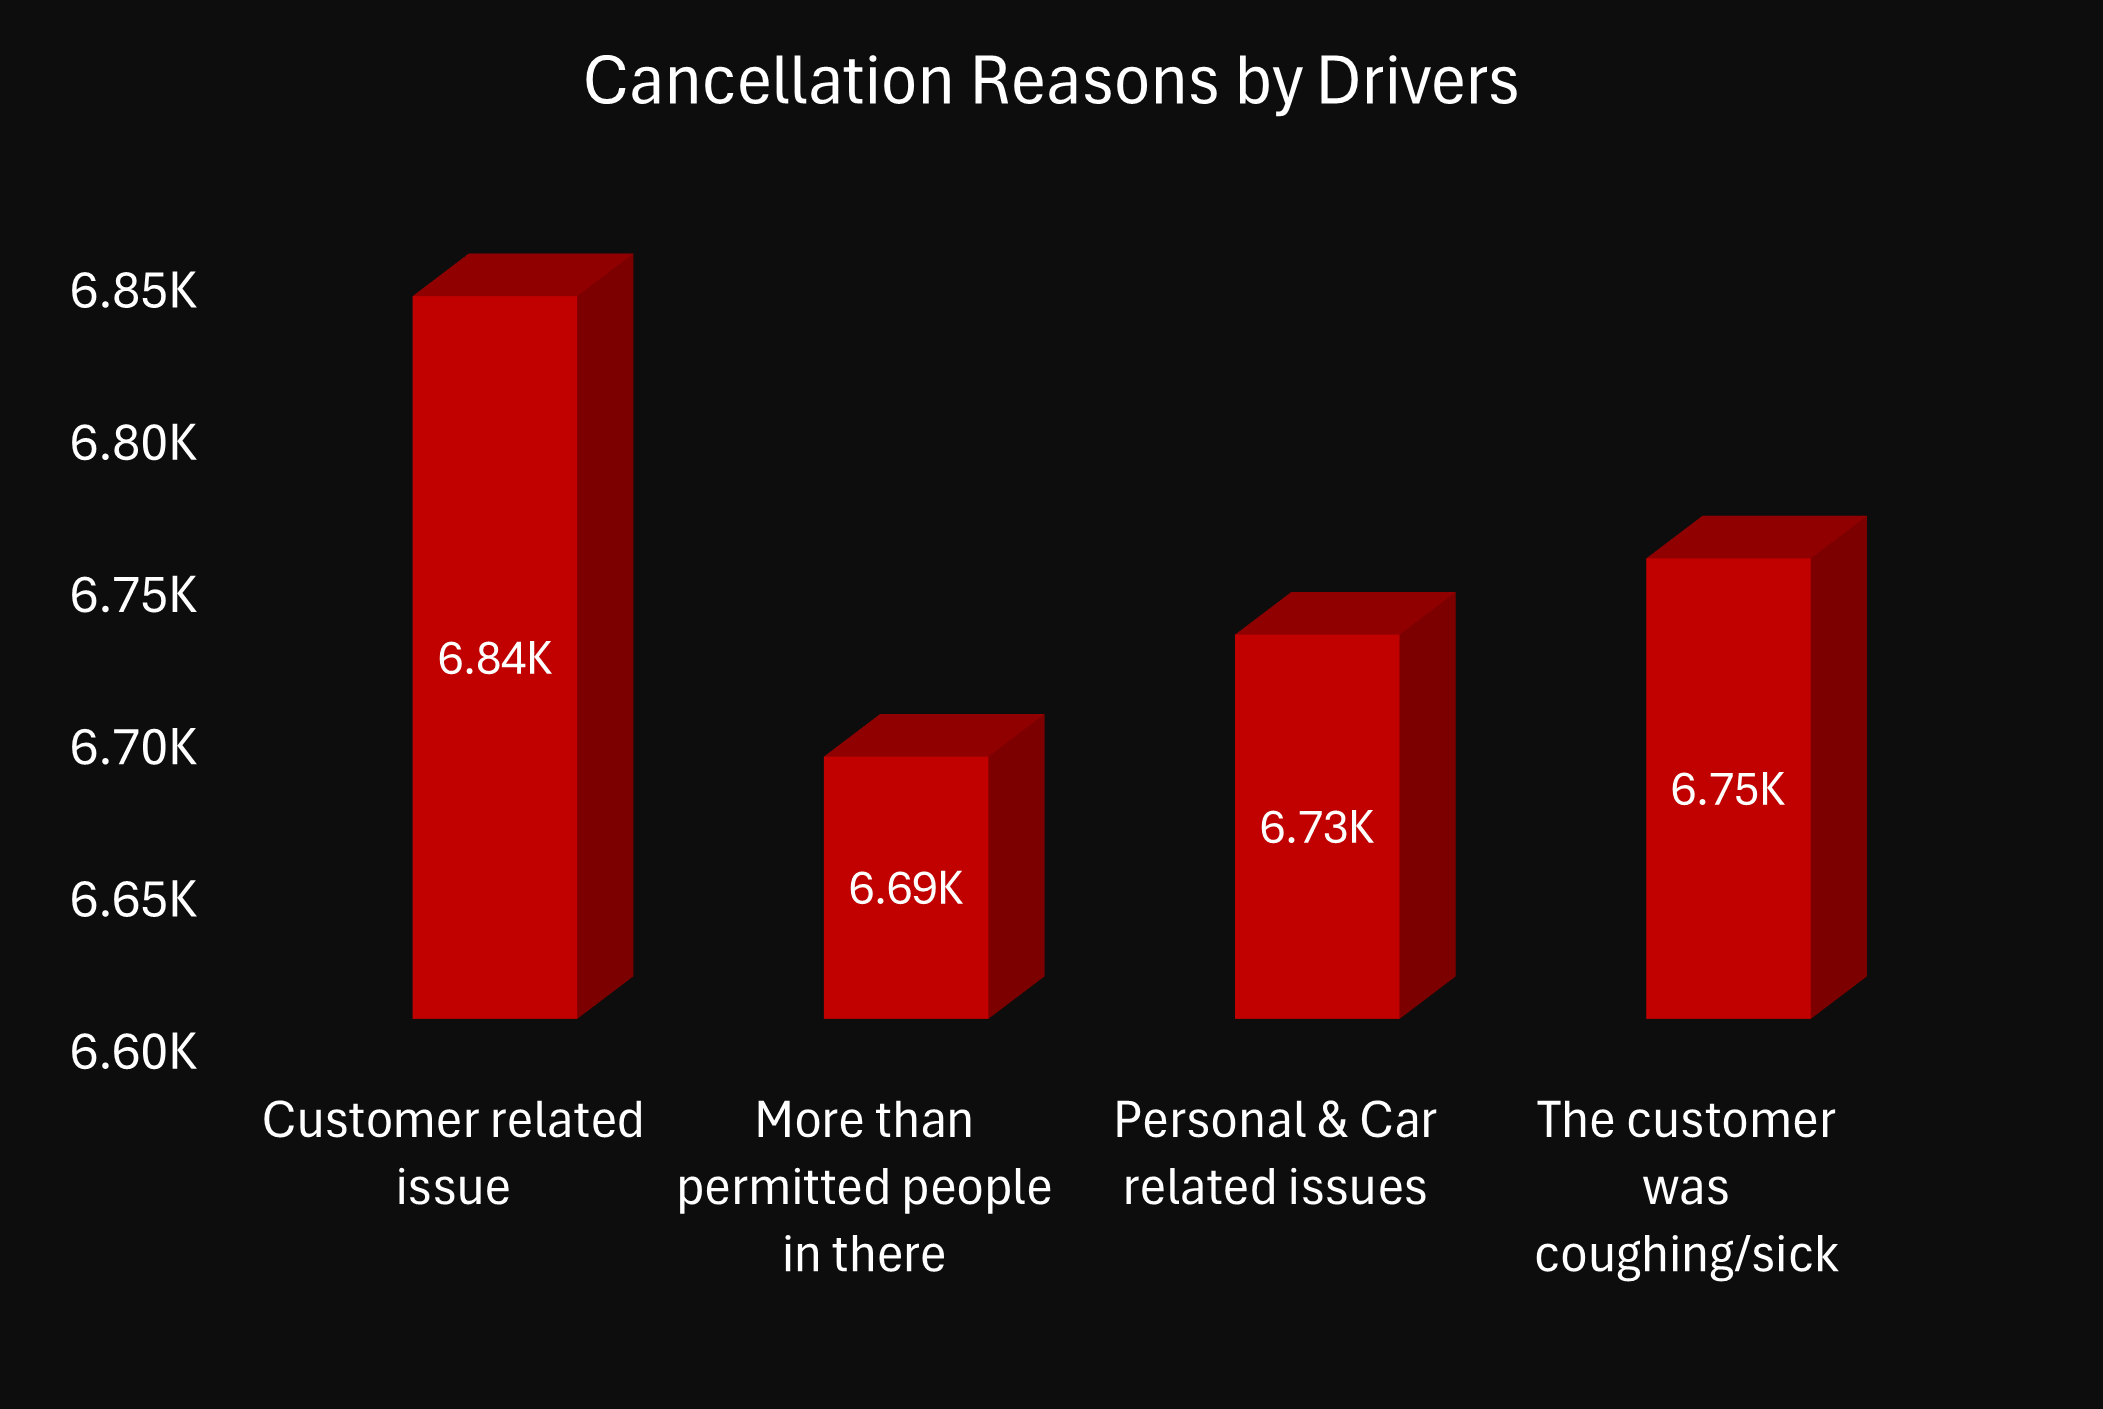 Cancellation Reasons by Drivers
6.85K
6.80K
6.75K
6.70K
6.65K
6.60K
6.84K
6.69K
6.73K
6.75K
Customer related
issue
More than
permitted people
in there
Personal & Car
related issues
The customer
was
coughing/sick